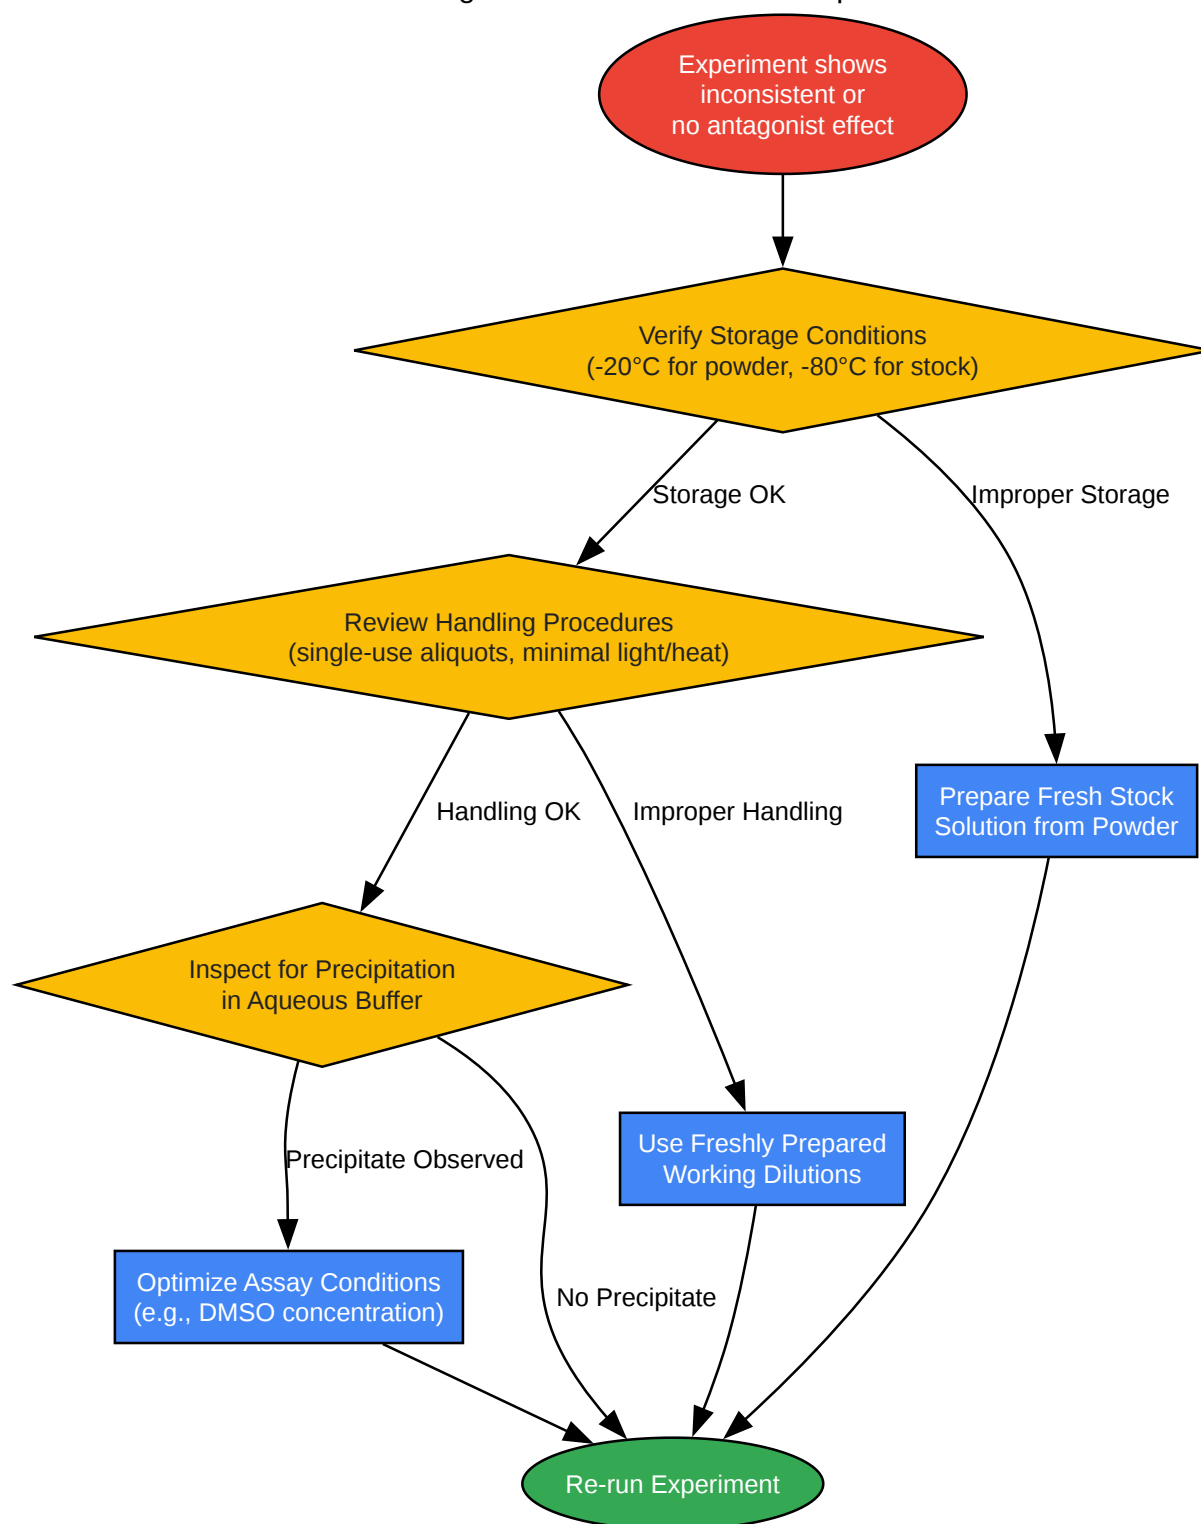 Experiment shows
inconsistent or
no antagonist effect
Verify Storage Conditions
(-20°C for powder, -80°C for stock)
Storage OK
Improper Storage
Review Handling Procedures
(single-use aliquots, minimal light/heat)
Prepare Fresh Stock
Solution from Powder
Handling OK
Improper Handling
Inspect for Precipitation
in Aqueous Buffer
Use Freshly Prepared
Working Dilutions
Precipitate Observed
Optimize Assay Conditions
(e.g., DMSO concentration)
No Precipitate
Re-run Experiment